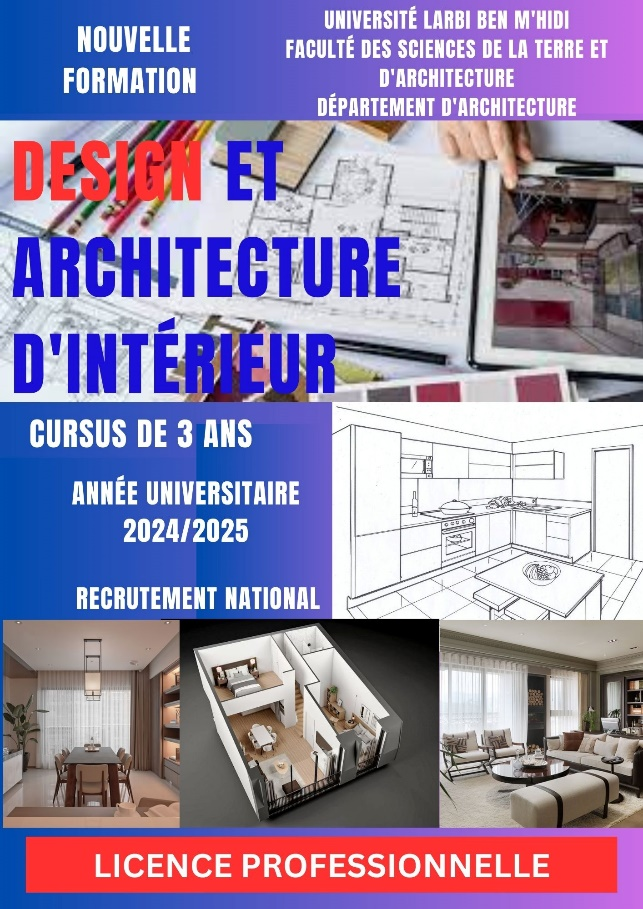 NOUVELLE
FORMATION
UNIVERSITÉ LARBI BEN M'HIDI
FACULTÉ DES SCIENCES DE LA TERRE ET
D'ARCHITECTURE
DÉPARTEMENT D'ARCHITECTURE
DESIGN ET
ARCHITECTURE
D'INTÉRIEUR
CURSUS DE 3 ANS
ANNÉE UNIVERSITAIRE
2024/2025
RECRUTEMENT NATIONAL
LICENCE PROFESSIONNELLE